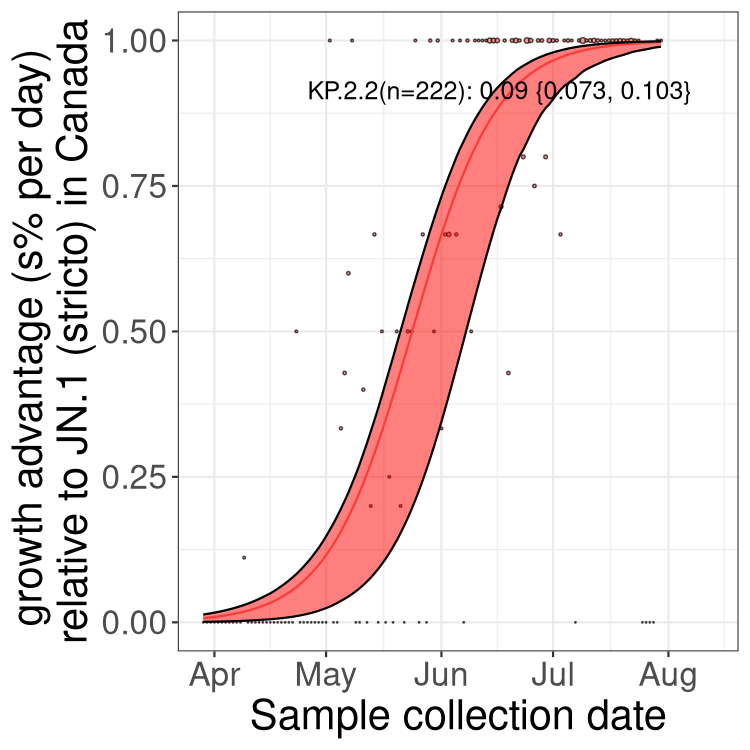 growth advantage (s% per day)
relative to JN.1 (stricto) in Canada
1.00
0.75
0.50
0.25
0.00
KP.2.2(n=222): 0.09 {0.073, 0.103}
Apr May Jun Jul Aug
Sample collection date